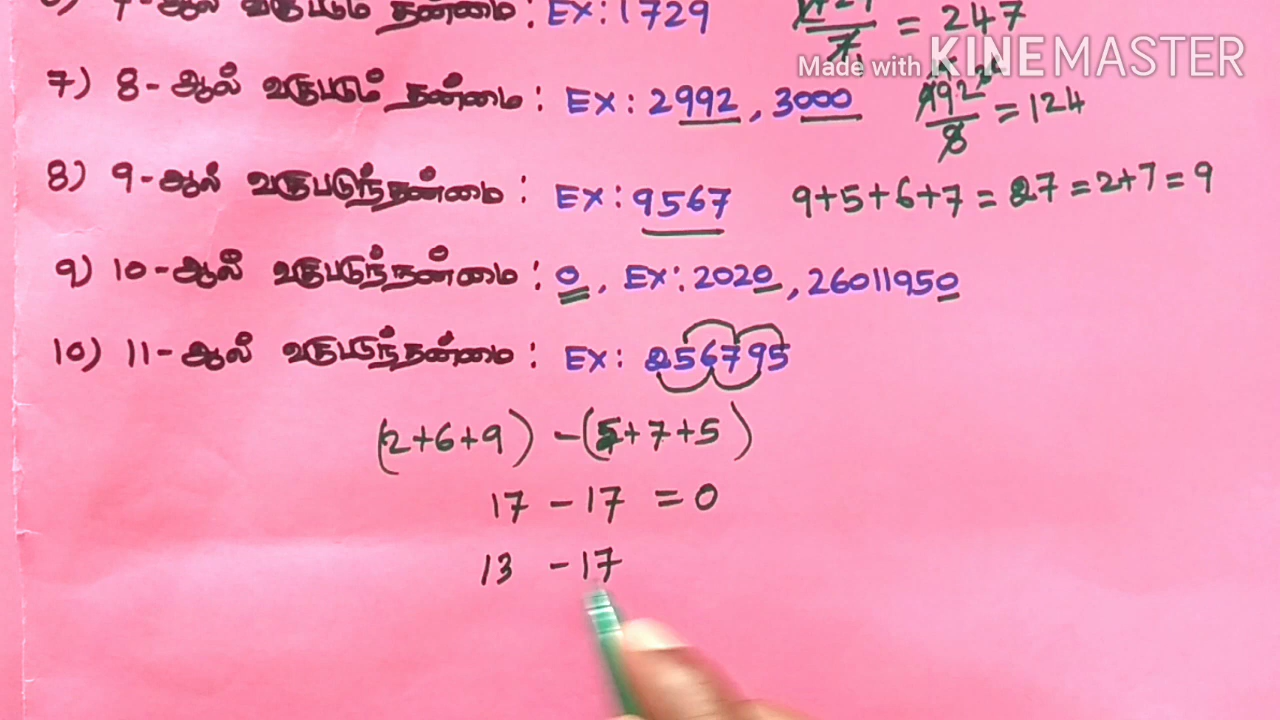 7-ஆல் வகுபடும் தன்மை: EX: 1729 = 247
Made with KINEMASTER
7) 8-ஆல் வகுபடும் தன்மை: EX: 2992, 3000 992/8 = 124
8) 9-ஆல் வகுபடுந்தன்மை: EX: 9567 9+5+6+7 = 27 = 2+7 = 9
9) 10-ஆல் வகுபடுந்தன்மை: 0, EX: 2020, 26011950
10) 11-ஆல் வகுபடுந்தன்மை: EX: 256795
(2+6+9) - (5+7+5)
17 - 17 = 0
13 - 17